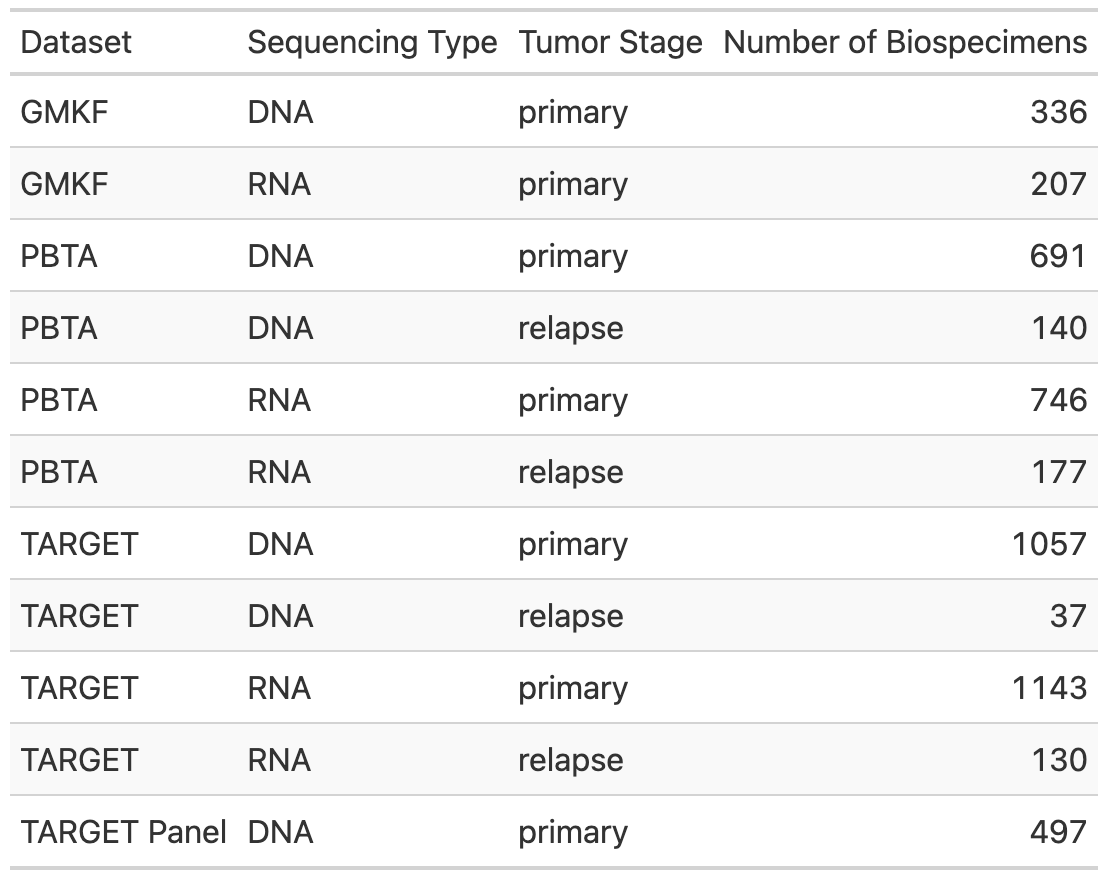 Dataset Sequencing Type Tumor Stage Number of Biospecimens
GMKF DNA primary 336
GMKF RNA primary 207
PBTA DNA primary 691
PBTA DNA relapse 140
PBTA RNA primary 746
PBTA RNA relapse 177
TARGET DNA primary 1057
TARGET DNA relapse 37
TARGET RNA primary 1143
TARGET RNA relapse 130
TARGET Panel DNA primary 497